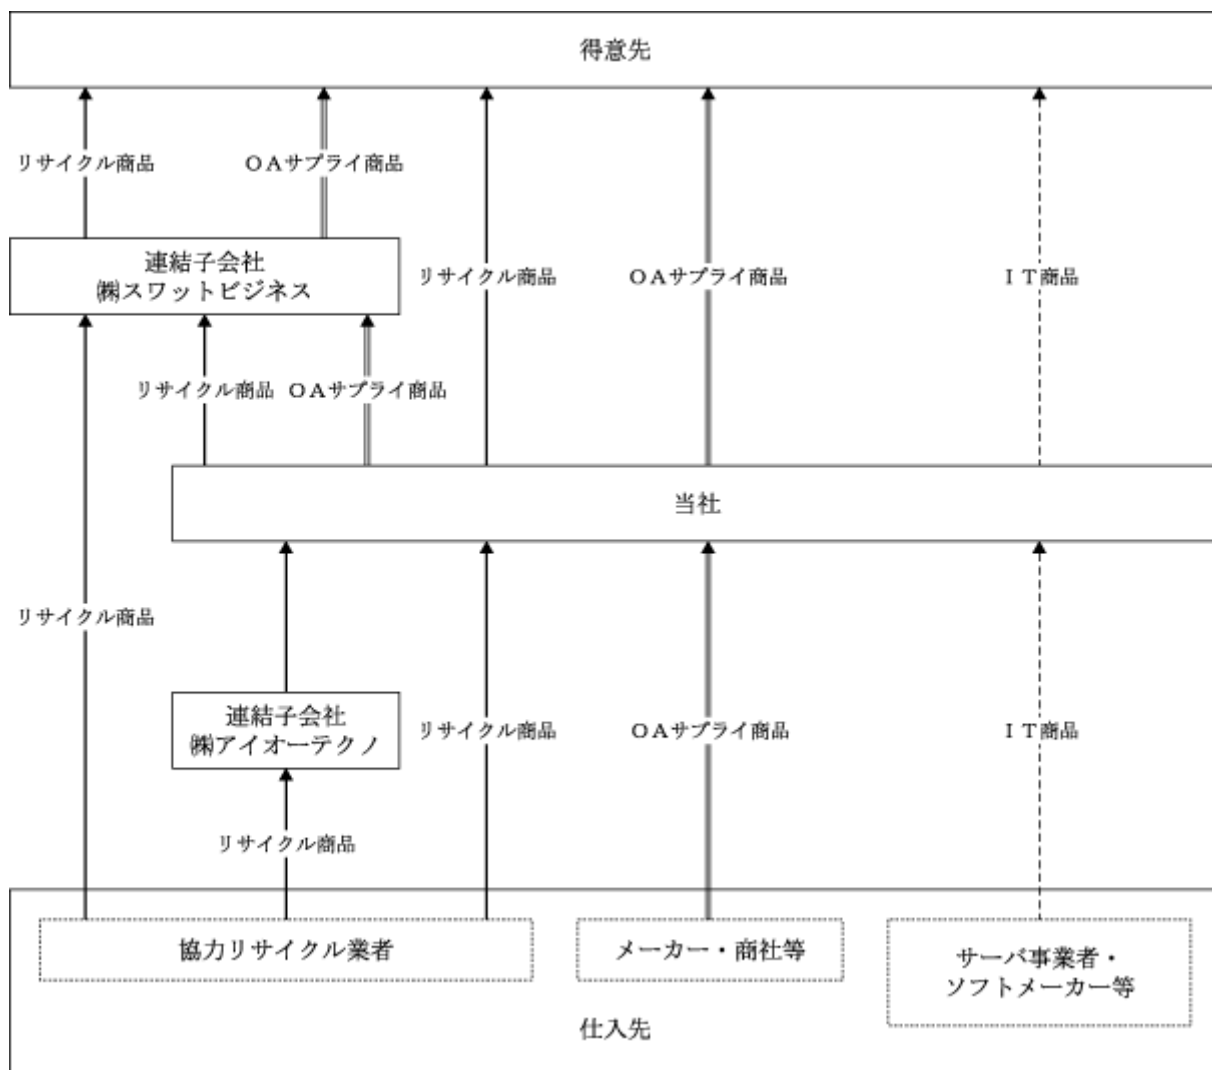 得意先
リサイクル商品
ＯＡサプライ商品
連結子会社
㈱スワットビジネス
リサイクル商品
ＯＡサプライ商品
ＩＴ商品
リサイクル商品
ＯＡサプライ商品
当社
リサイクル商品
連結子会社
㈱アイオーテクノ
リサイクル商品
ＯＡサプライ商品
ＩＴ商品
リサイクル商品
協力リサイクル業者
メーカー・商社等
サーバ事業者・
ソフトメーカー等
仕入先